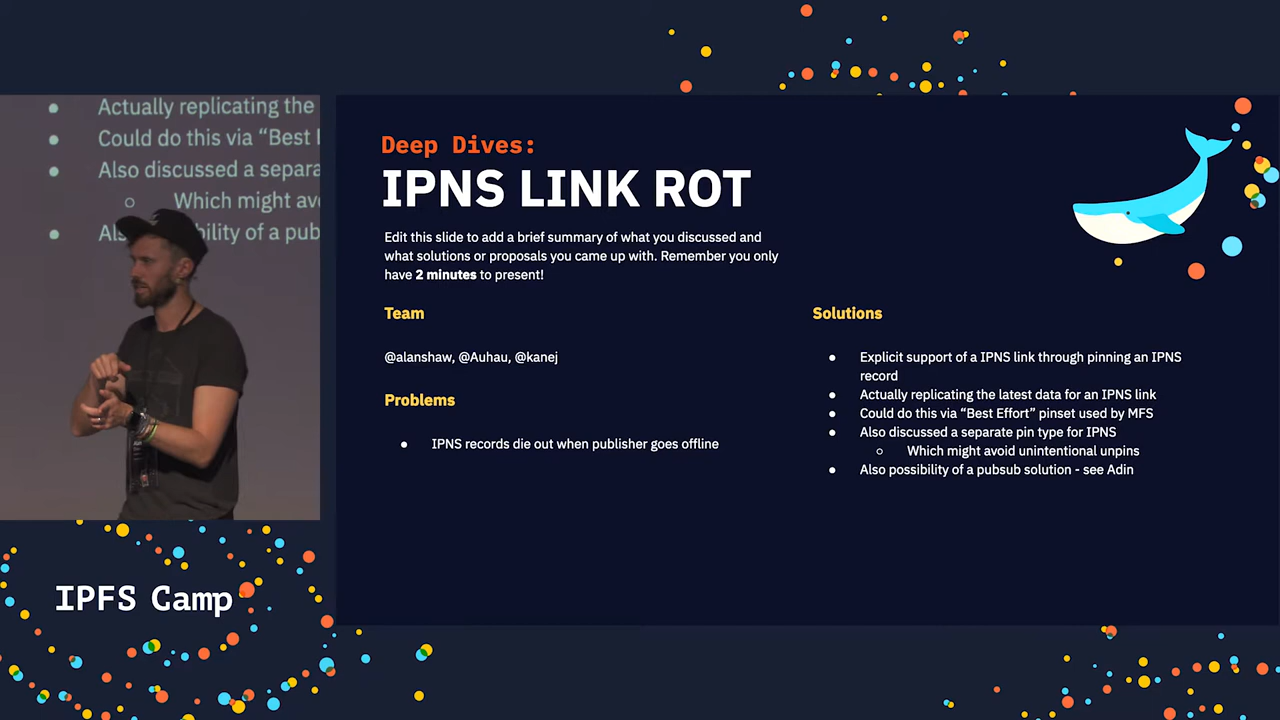 Actually replicating the
Could do this via “Best
Also discussed a separa
Which might av
of a pub
IPFS Camp
Deep Dives:
IPNS LINK ROT
Edit this slide to add a brief summary of what you discussed and
what solutions or proposals you came up with. Remember you only
have 2 minutes to present!
Team
@alanshaw, @Auhau, @kanej
Problems
IPNS records die out when publisher goes offline
Solutions
Explicit support of a IPNS link through pinning an IPNS
record
Actually replicating the latest data for an IPNS link
Could do this via “Best Effort” pinset used by MFS
Also discussed a separate pin type for IPNS
Which might avoid unintentional unpins
Also possibility of a pubsub solution - see Adin